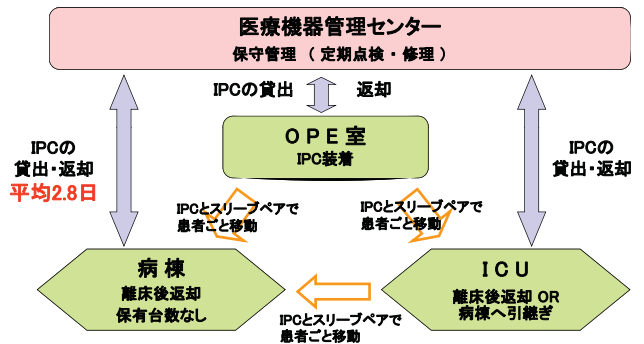 医療機器管理センター
保守管理（定期点検・修理）
IPCの貸出 返却
OPE室
IPC装着
IPCの
貸出・返却
平均2.8日
IPCの
貸出・返却
IPCとスリーブペアで
患者ごと移動
IPCとスリーブペアで
患者ごと移動
病棟
離床後返却
保有台数なし
ICU
離床後返却 OR
病棟へ引継ぎ
IPCとスリーブペアで
患者ごと移動